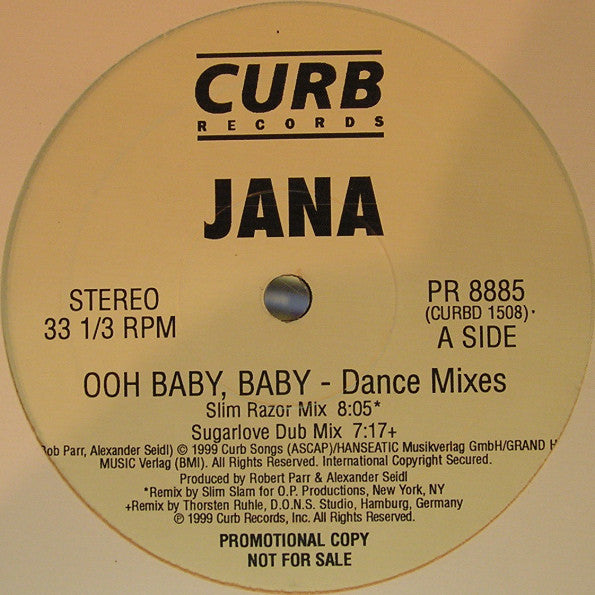 CURB
RECORDS
JANA
STEREO
33 1/3 RPM
PR 8885
(CURBD 1508)·
A SIDE
OOH BABY, BABY - Dance Mixes
Slim Razor Mix 8:05*
Sugarlove Dub Mix 7:17+
Parr, Alexander Seidl) © 1999 Curb Songs (ASCAP)/HANSEATIC Musikverlag GmbH/GRAND
MUSIC Verlag (BMI). All Rights Reserved. International Copyright Secured.
Produced by Robert Parr & Alexander Seidl
*Remix by Slim Slam for O.P. Productions, New York, NY
+Remix by Thorsten Ruhle, D.O.N.S. Studio, Hamburg, Germany
℗ 1999 Curb Records, Inc. All Rights Reserved.
PROMOTIONAL COPY
NOT FOR SALE